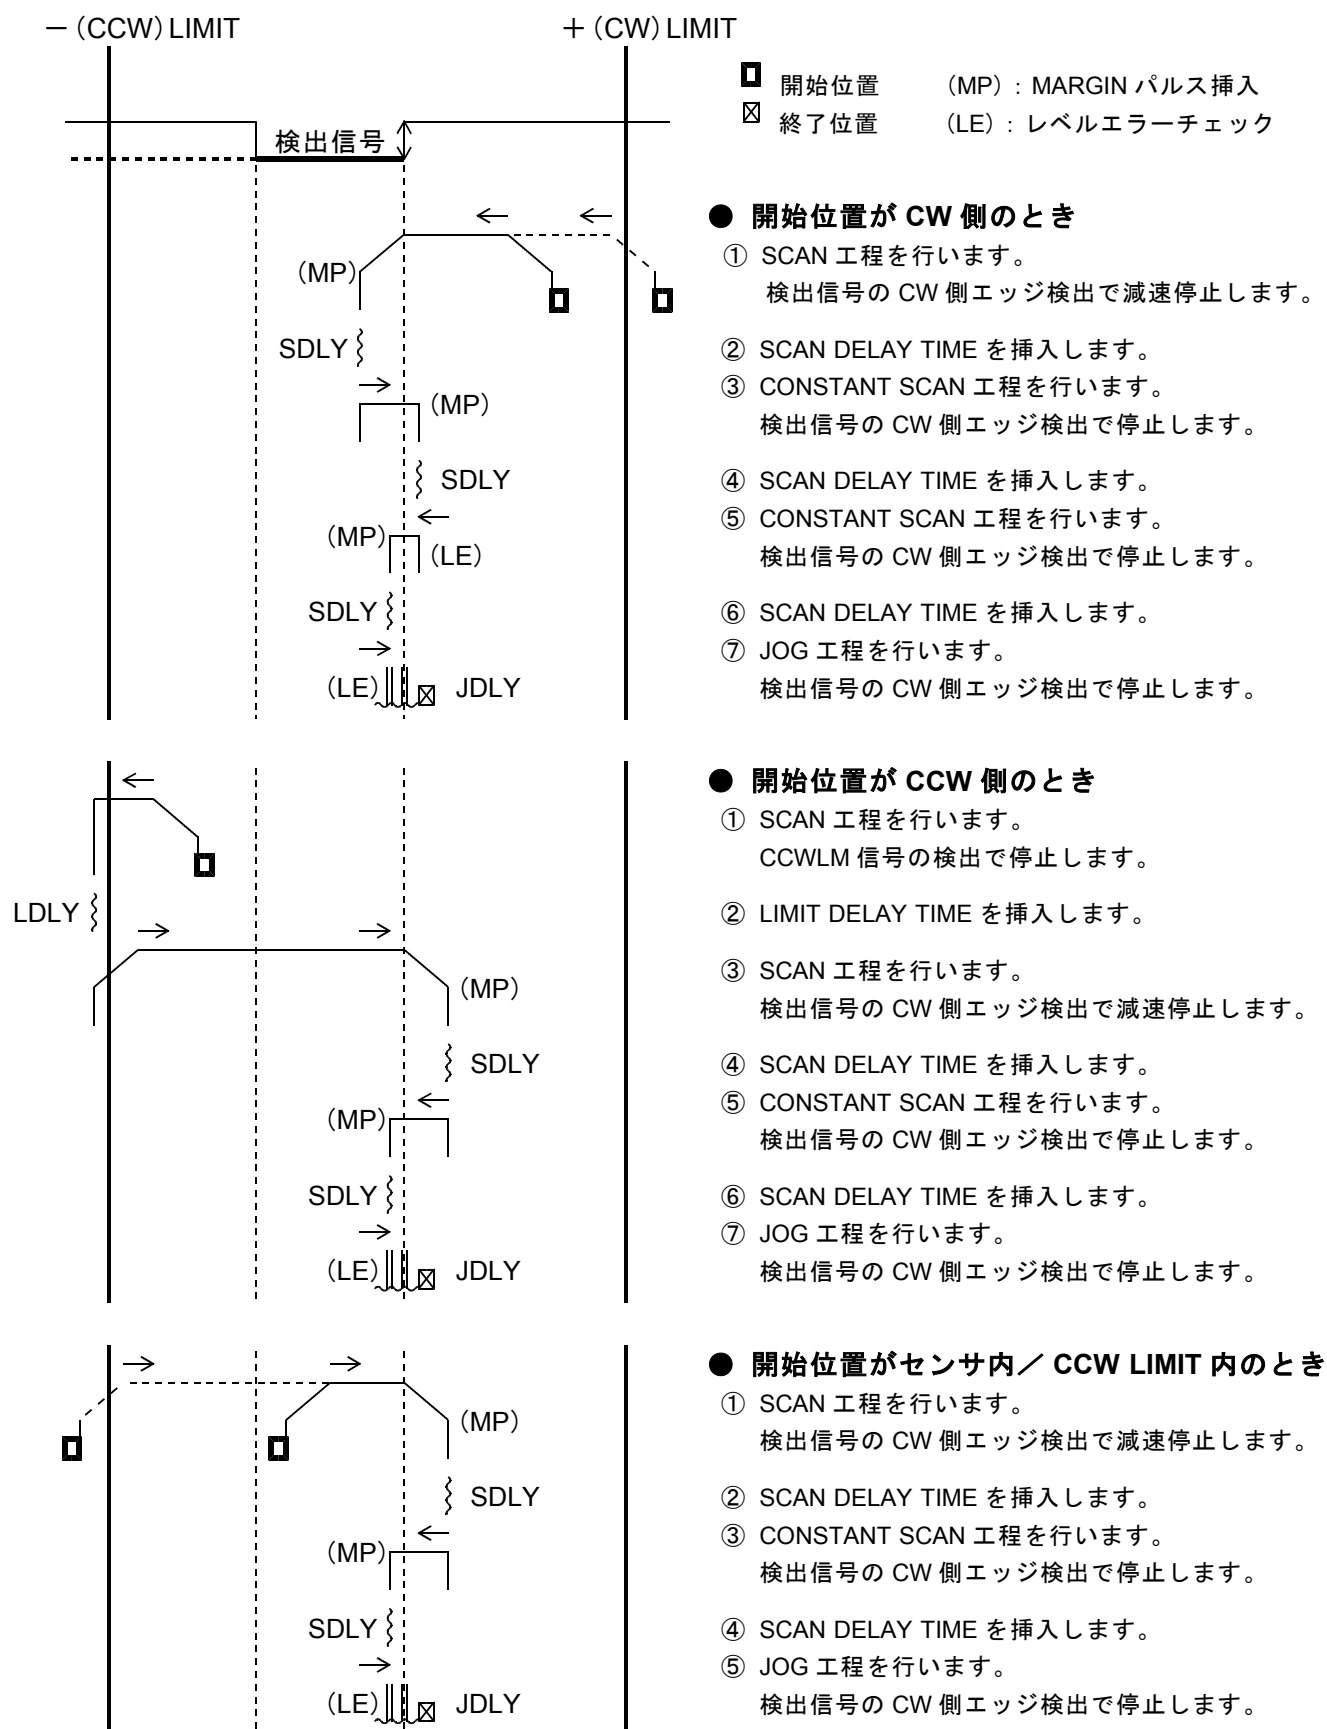 －(CCW) LIMIT
＋(CW) LIMIT
開始位置 (MP) : MARGIN パルス挿入
終了位置 (LE) : レベルエラーチェック
検出信号
● 開始位置が CW 側のとき
① SCAN 工程を行います。
検出信号の CW 側エッジ検出で減速停止します。
② SCAN DELAY TIME を挿入します。
③ CONSTANT SCAN 工程を行います。
検出信号の CW 側エッジ検出で停止します。
④ SCAN DELAY TIME を挿入します。
⑤ CONSTANT SCAN 工程を行います。
検出信号の CW 側エッジ検出で停止します。
⑥ SCAN DELAY TIME を挿入します。
⑦ JOG 工程を行います。
検出信号の CW 側エッジ検出で停止します。
(MP)
SDLY
(MP)
SDLY
(MP)
(LE)
SDLY
(LE)
JDLY
● 開始位置が CCW 側のとき
① SCAN 工程を行います。
CCWLM 信号の検出で停止します。
② LIMIT DELAY TIME を挿入します。
③ SCAN 工程を行います。
検出信号の CW 側エッジ検出で減速停止します。
④ SCAN DELAY TIME を挿入します。
⑤ CONSTANT SCAN 工程を行います。
検出信号の CW 側エッジ検出で停止します。
⑥ SCAN DELAY TIME を挿入します。
⑦ JOG 工程を行います。
検出信号の CW 側エッジ検出で停止します。
LDLY
(MP)
SDLY
(MP)
SDLY
(LE)
JDLY
● 開始位置がセンサ内／ CCW LIMIT 内のとき
① SCAN 工程を行います。
検出信号の CW 側エッジ検出で減速停止します。
② SCAN DELAY TIME を挿入します。
③ CONSTANT SCAN 工程を行います。
検出信号の CW 側エッジ検出で停止します。
④ SCAN DELAY TIME を挿入します。
⑤ JOG 工程を行います。
検出信号の CW 側エッジ検出で停止します。
(MP)
SDLY
(MP)
SDLY
(LE)
JDLY